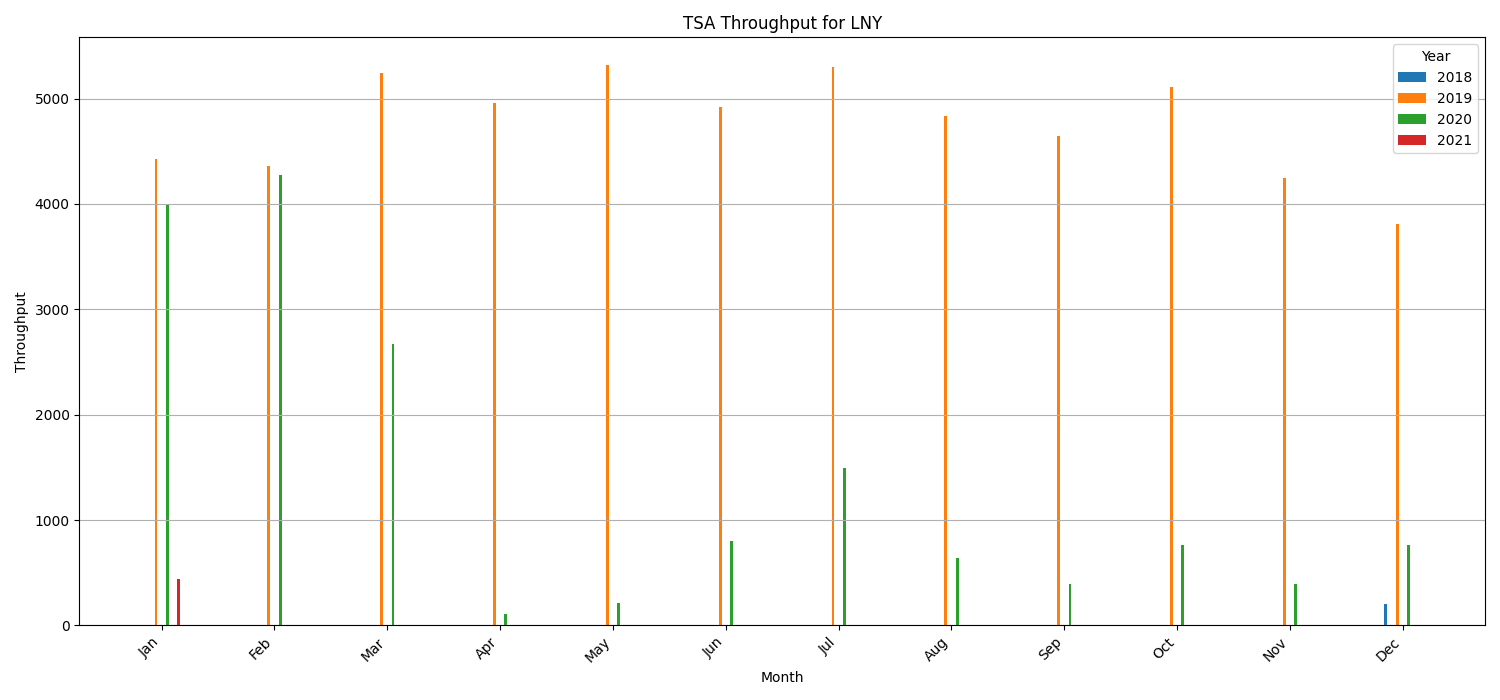 TSA Throughput for LNY
Year
2018
2019
2020
2021
Throughput
5000
4000
3000
2000
1000
0
Jan
Feb
Mar
Apr
May
Jun
Jul
Aug
Sep
Oct
Nov
Dec
Month